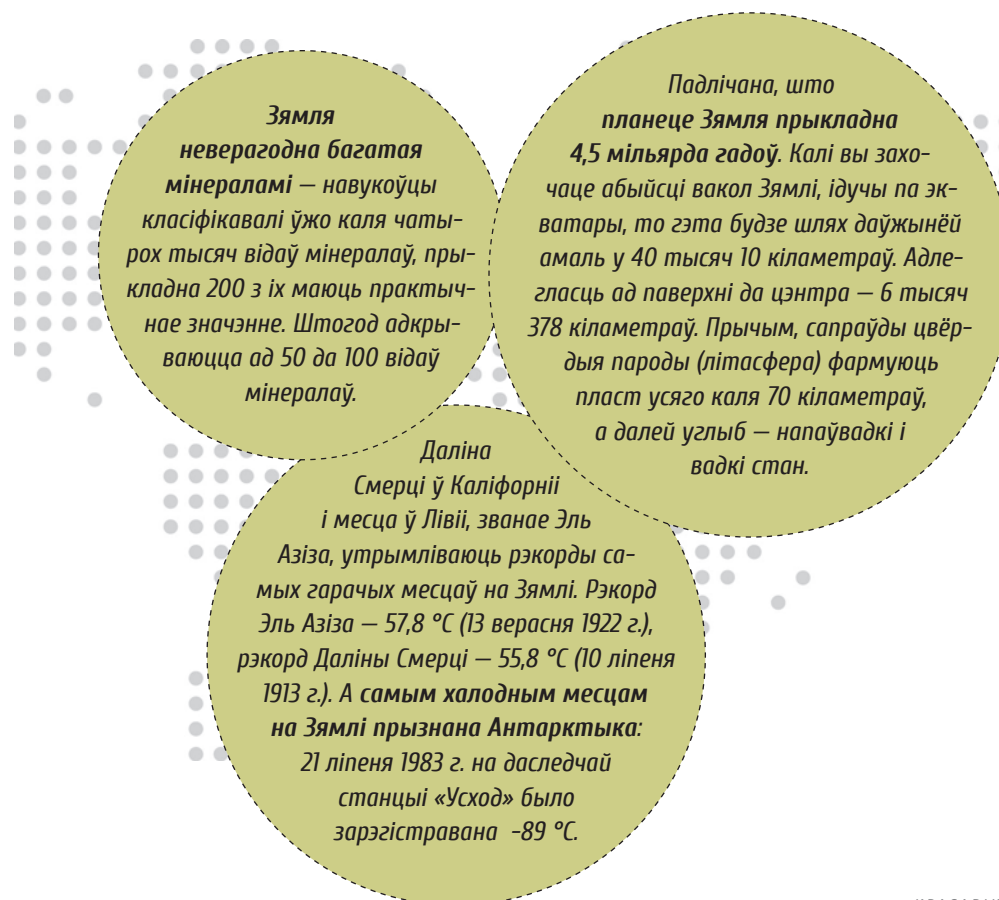 Зямля
неверагодна багатая
мінераламі — навукоўцы
класіфікавалі ўжо каля чаты-
рох тысяч відаў мінералаў, пры-
кладна 200 з іх маюць практыч-
нае значэнне. Штогод адкры-
ваюцца ад 50 да 100 відаў
мінералаў.
Падлічана, што
планеце Зямля прыкладна
4,5 мільярда гадоў. Калі вы захо-
чаце абыйсці вакол Зямлі, ідучы па эк-
ватары, то гэта будзе шлях даўжынёй
амаль у 40 тысяч 10 кіламетраў. Адле-
гласць ад паверхні да цэнтра — 6 тысяч
378 кіламетраў. Прычым, сапраўды цвёр-
дыя пароды (літасфера) фармуюць
пласт усяго каля 70 кіламетраў,
а далей углыб — напаўвадкі і
вадкі стан.
Даліна
Смерці ў Каліфорніі
і месца ў Лівіі, званае Эль
Азіза, утрымліваюць рэкорды са-
мых гарачых месцаў на Зямлі. Рэкорд
Эль Азіза — 57,8 °C (13 верасня 1922 г.),
рэкорд Даліны Смерці — 55,8 °C (10 ліпеня
1913 г.). А самым халодным месцам
на Зямлі прызнана Антарктыка:
21 ліпеня 1983 г. на даследчай
станцыі «Усход» было
зарэгістравана -89 °C.